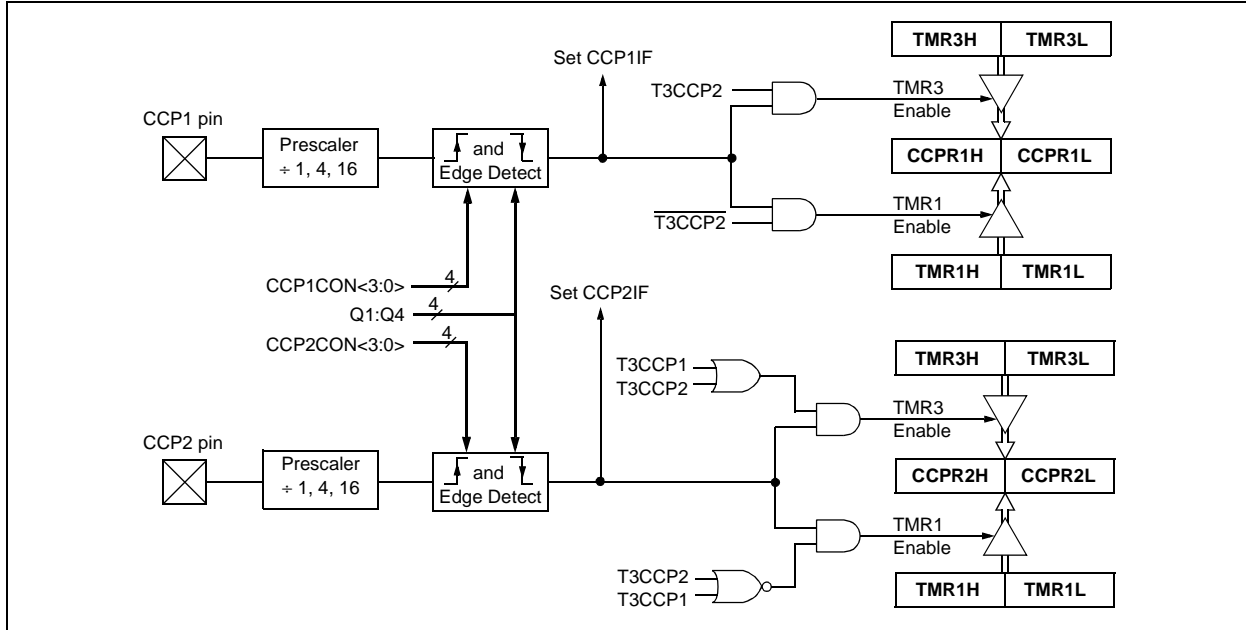 TMR3H TMR3L
Set CCP1IF
T3CCP2
TMR3
Enable
CCP1 pin
Prescaler
÷ 1, 4, 16
and
Edge Detect
CCPR1H CCPR1L
T3CCP2
TMR1
Enable
TMR1H TMR1L
CCP1CON<3:0> 4
Q1:Q4 4
CCP2CON<3:0> 4
Set CCP2IF
TMR3H TMR3L
T3CCP1
T3CCP2
TMR3
Enable
CCP2 pin
Prescaler
÷ 1, 4, 16
and
Edge Detect
CCPR2H CCPR2L
TMR1
Enable
T3CCP2
T3CCP1
TMR1H TMR1L